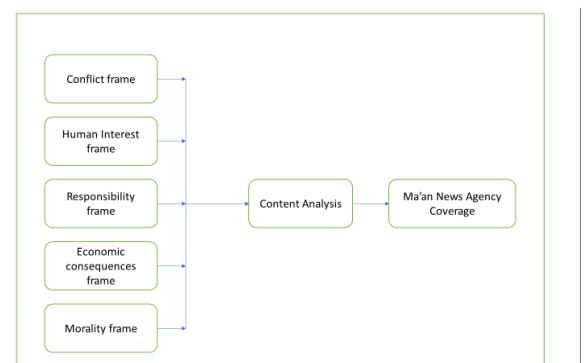 Conflict frame
Human Interest
frame
Responsibility
frame
Content Analysis
Ma'an News Agency
Coverage
Economic
consequences
frame
Morality frame